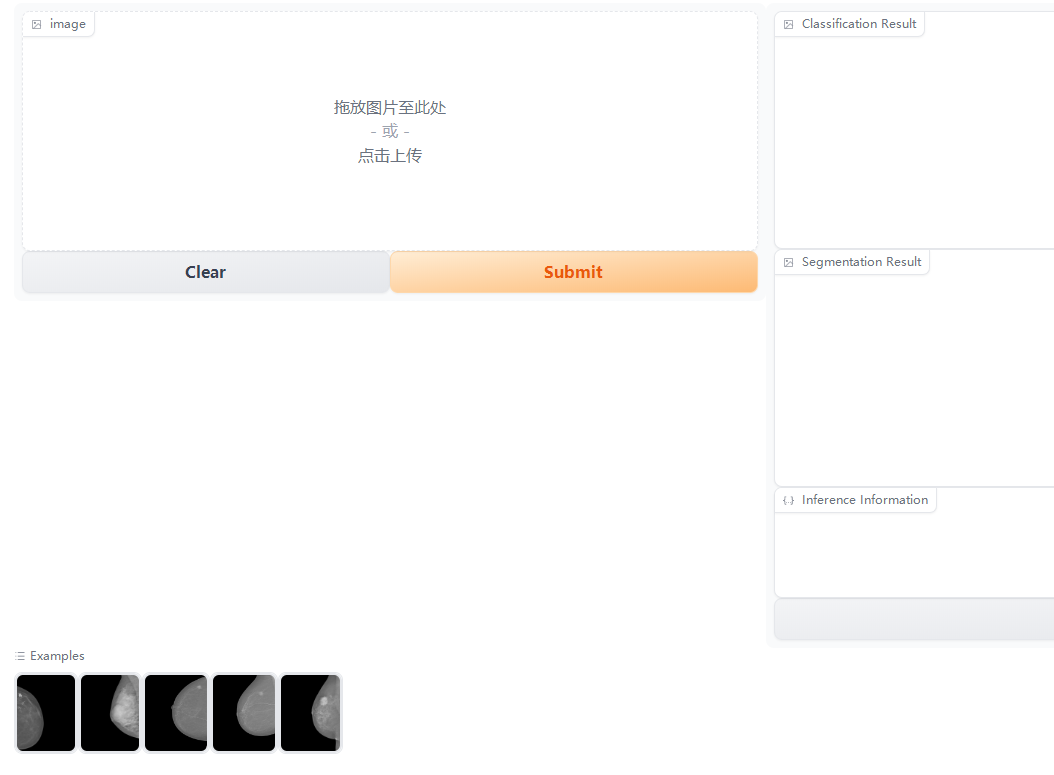 image
拖放图片至此处
- 或 -
点击上传
Clear
Submit
Classification Result
Segmentation Result
Inference Information
Examples